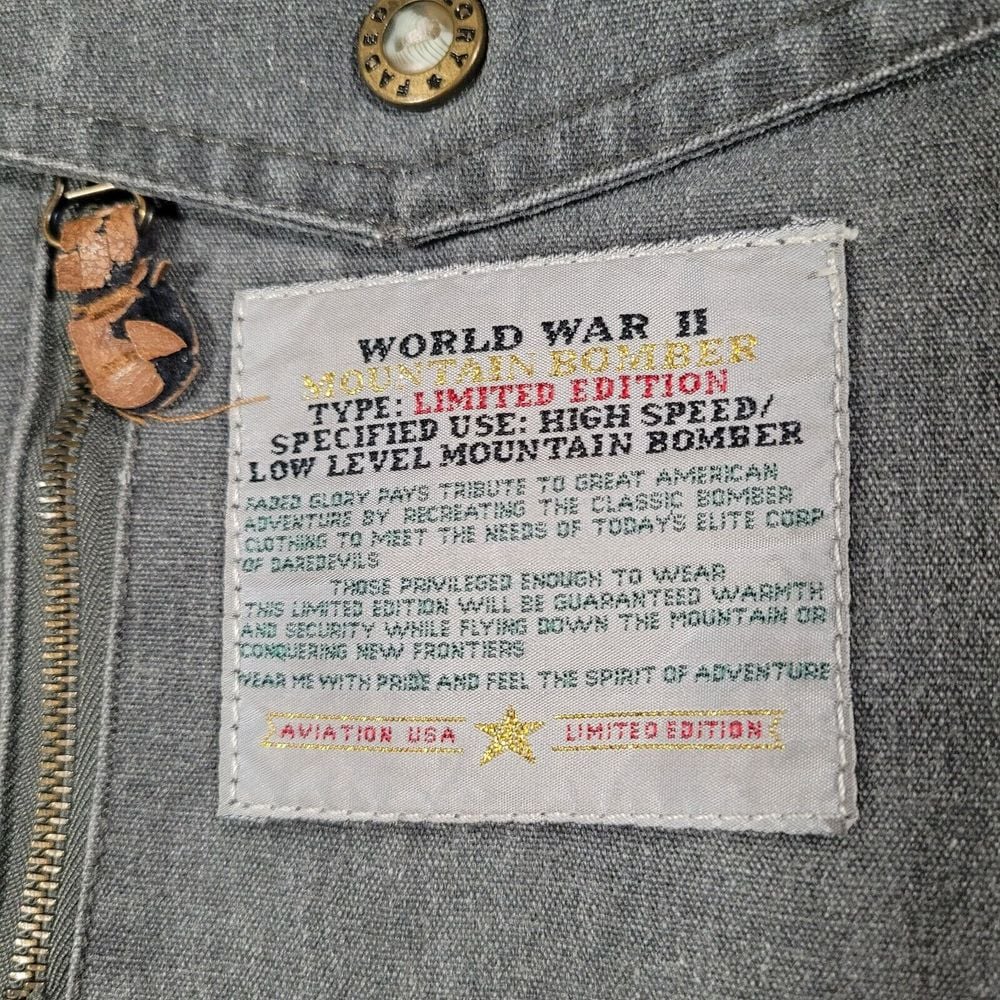 FADED GLORY ★
WORLD WAR II
MOUNTAIN BOMBER
TYPE: LIMITED EDITION
SPECIFIED USE: HIGH SPEED/
LOW LEVEL MOUNTAIN BOMBER
FADED GLORY PAYS TRIBUTE TO GREAT AMERICAN
ADVENTURE BY RECREATING THE CLASSIC BOMBER
CLOTHING TO MEET THE NEEDS OF TODAY'S ELITE CORP
OF DAREDEVILS
THOSE PRIVILEGED ENOUGH TO WEAR
THIS LIMITED EDITION WILL BE GUARANTEED WARMTH
AND SECURITY WHILE FLYING DOWN THE MOUNTAIN OR
CONQUERING NEW FRONTIERS
WEAR ME WITH PRIDE AND FEEL THE SPIRIT OF ADVENTURE
AVIATION USA ★ LIMITED EDITION